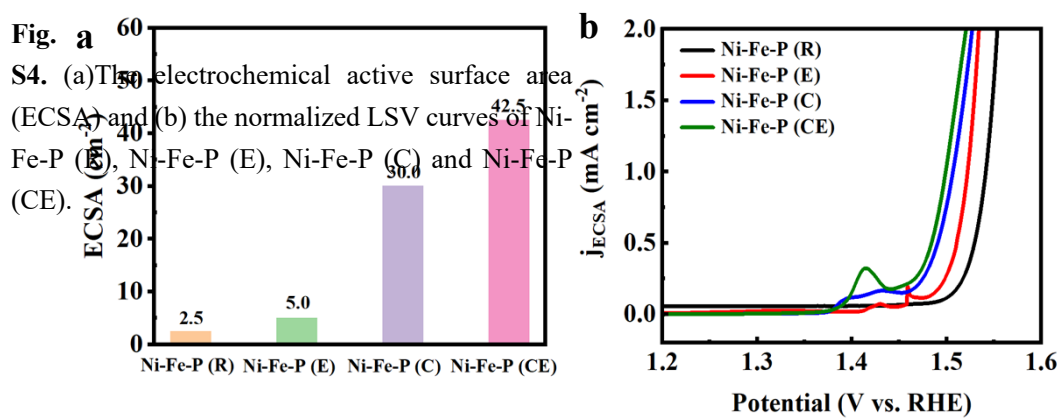 Fig.
S4. (a)The electrochemical active surface area
(ECSA) and (b) the normalized LSV curves of Ni-
Fe-P (R), Ni-Fe-P (E), Ni-Fe-P (C) and Ni-Fe-P
(CE).
a
ECSA (cm⁻²)
60
50
40
30
20
10
0
2.5
5.0
30.0
42.5
Ni-Fe-P (R) Ni-Fe-P (E) Ni-Fe-P (C) Ni-Fe-P (CE)
b
jECSA (mA cm⁻²)
2.0
1.5
1.0
0.5
0.0
Ni-Fe-P (R)
Ni-Fe-P (E)
Ni-Fe-P (C)
Ni-Fe-P (CE)
1.2 1.3 1.4 1.5 1.6
Potential (V vs. RHE)